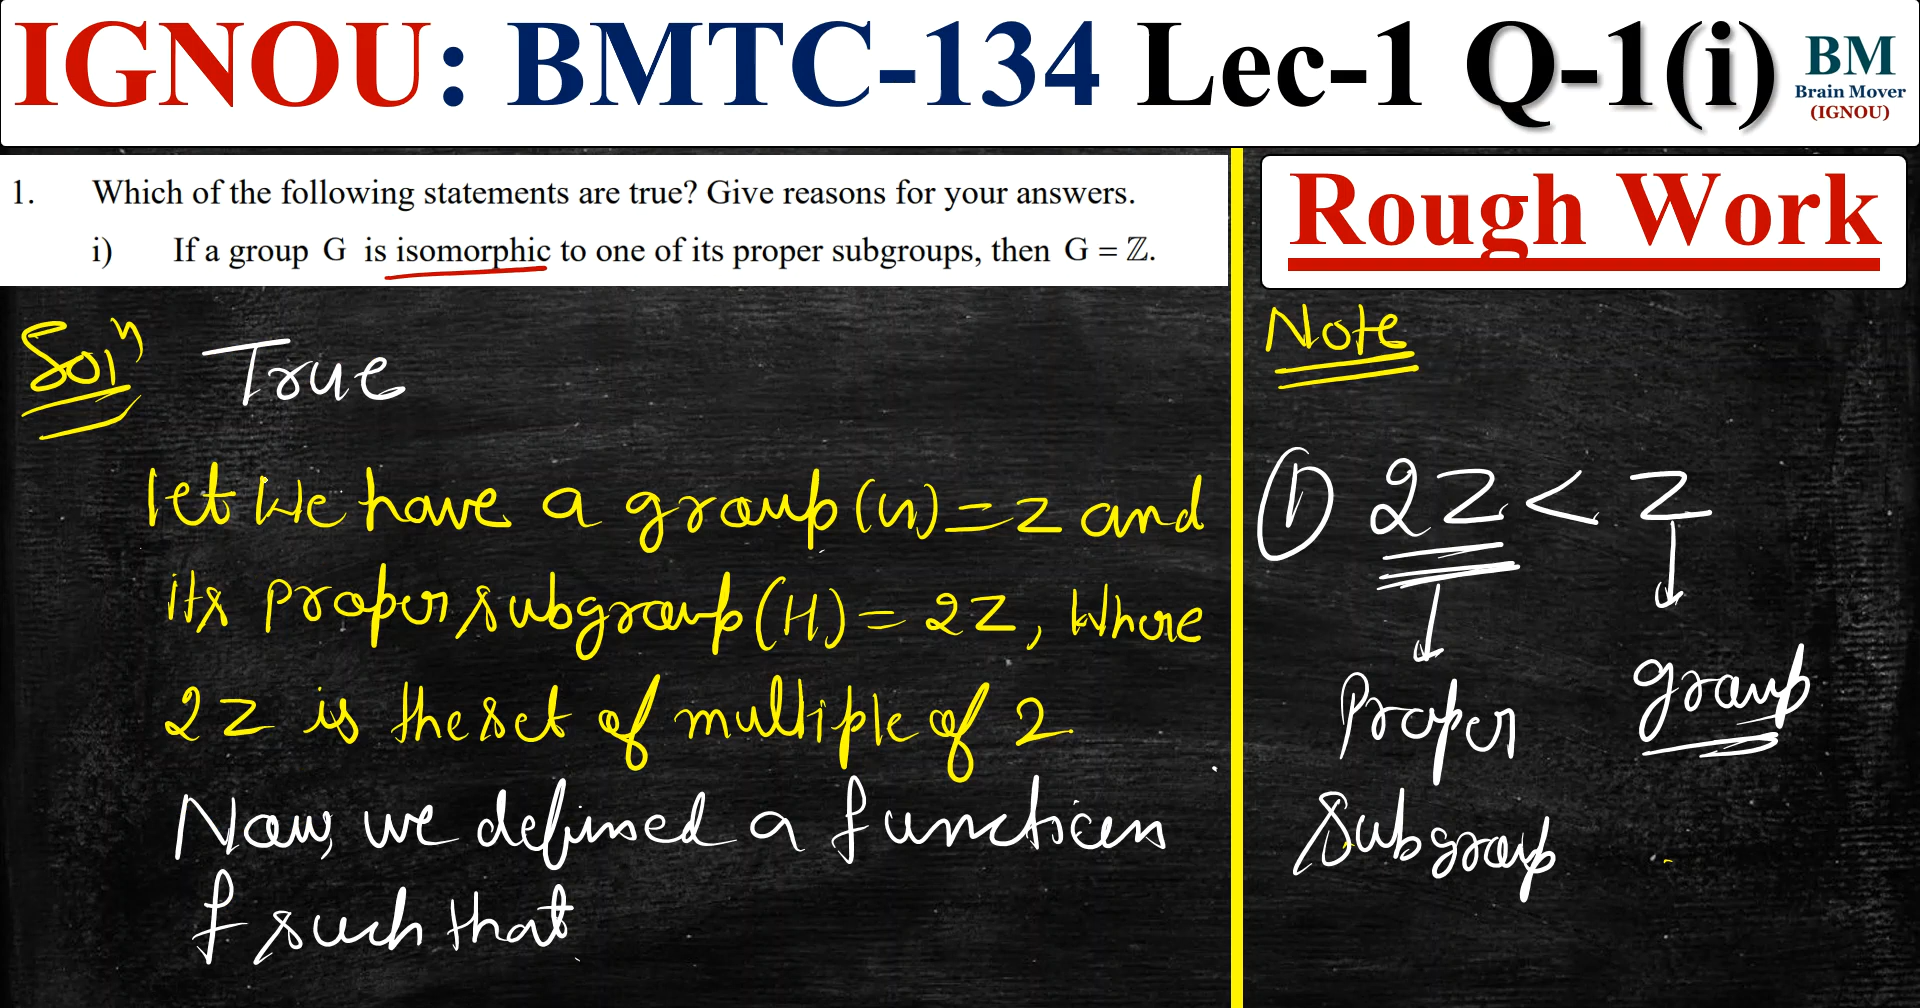 IGNOU: BMTC-134 Lec-1 Q-1(i)
BM
Brain Mover
(IGNOU)
1. Which of the following statements are true? Give reasons for your answers.
i) If a group G is isomorphic to one of its proper subgroups, then G = ℤ.
Solⁿ True
let We have a group (G) = Z and
its proper subgroup (H) = 2Z, Where
2Z is the set of multiple of 2
Now, we defined a function
f such that
Rough Work
Note
① 2Z < Z
Proper group
Subgroup